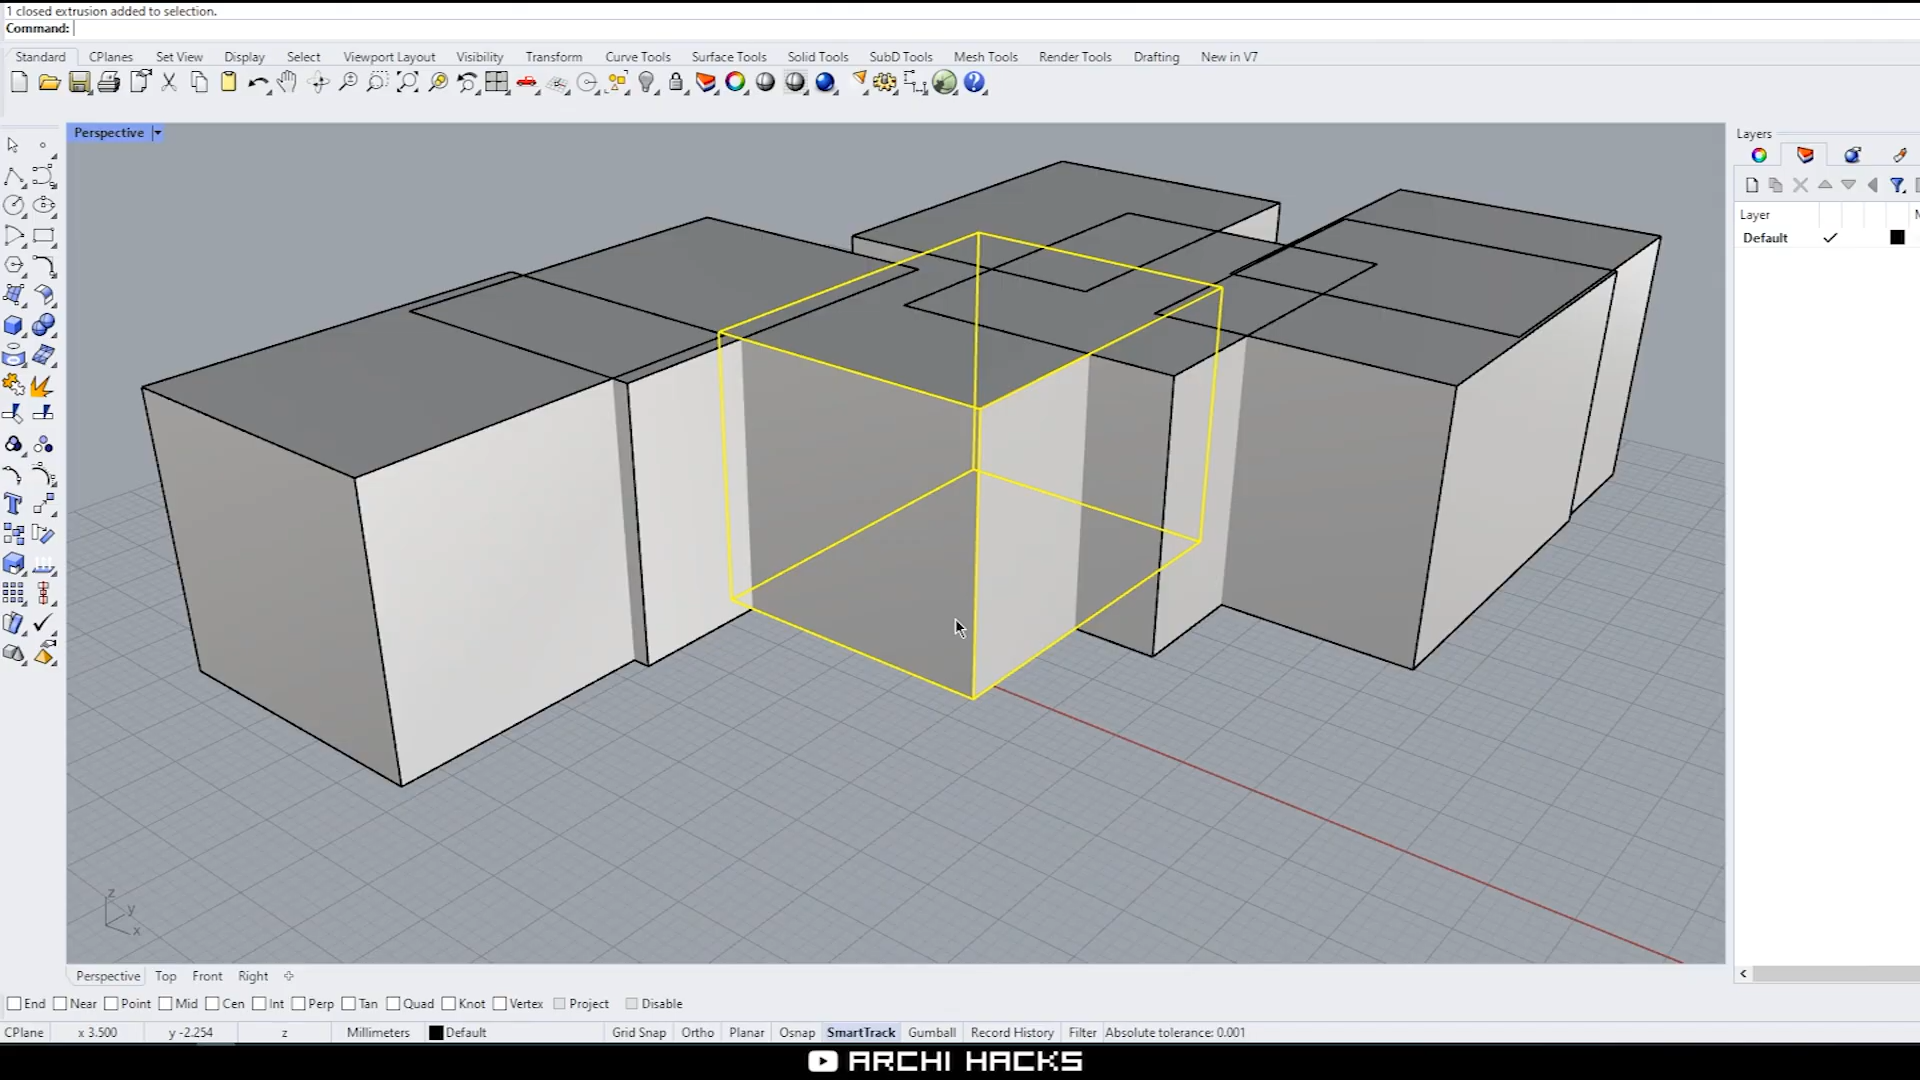 1 closed extrusion added to selection.
Command:
Standard CPlanes Set View Display Select Viewport Layout Visibility Transform Curve Tools Surface Tools Solid Tools SubD Tools Mesh Tools Render Tools Drafting New in V7
Perspective
Layers
Layer
Default
z
y
x
Perspective Top Front Right
End Near Point Mid Cen Int Perp Tan Quad Knot Vertex Project Disable
CPlane x 3.500 y -2.254 z Millimeters Default Grid Snap Ortho Planar Osnap SmartTrack Gumball Record History Filter Absolute tolerance: 0.001
ARCHI HACKS